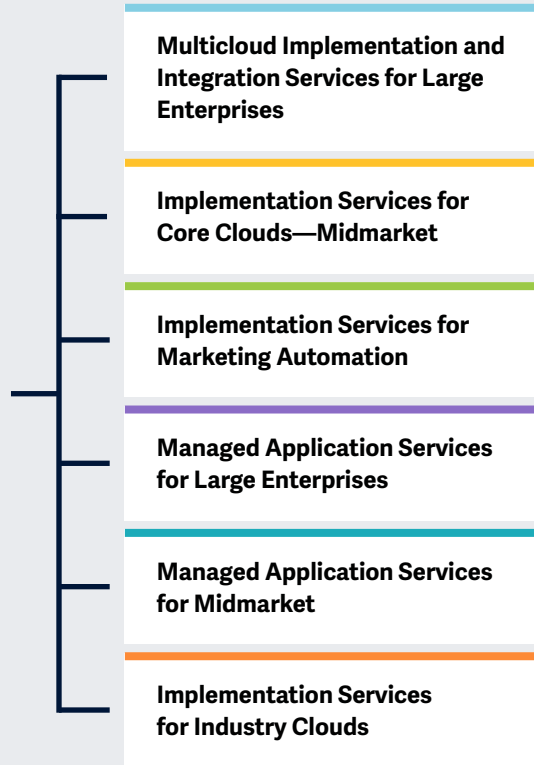 Multicloud Implementation and
Integration Services for Large
Enterprises
Implementation Services for
Core Clouds—Midmarket
Implementation Services for
Marketing Automation
Managed Application Services
for Large Enterprises
Managed Application Services
for Midmarket
Implementation Services
for Industry Clouds